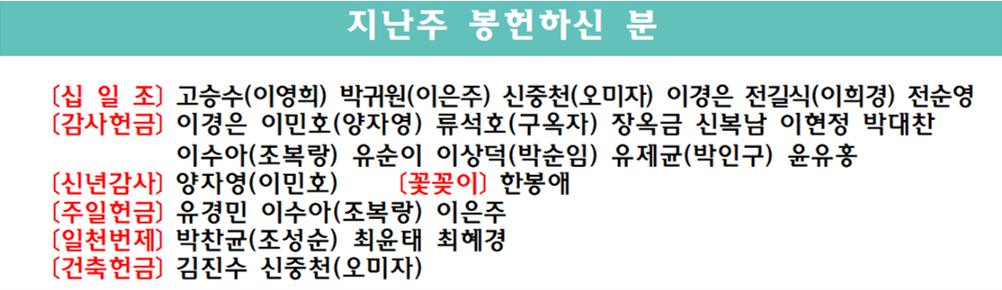 지난주 봉헌하신 분
〔십 일 조〕 고승수(이영희) 박귀원(이은주) 신중천(오미자) 이경은 전길식(이희경) 전순영
〔감사헌금〕 이경은 이민호(양자영) 류석호(구옥자) 장옥금 신복남 이현정 박대찬
이수아(조복량) 유순이 이상덕(박순임) 유제균(박인구) 윤유홍
〔신년감사〕 양자영(이민호) 〔꽃꽂이〕 한봉애
〔주일헌금〕 유경민 이수아(조복량) 이은주
〔일천번제〕 박찬균(조성순) 최윤태 최혜경
〔건축헌금〕 김진수 신중천(오미자)